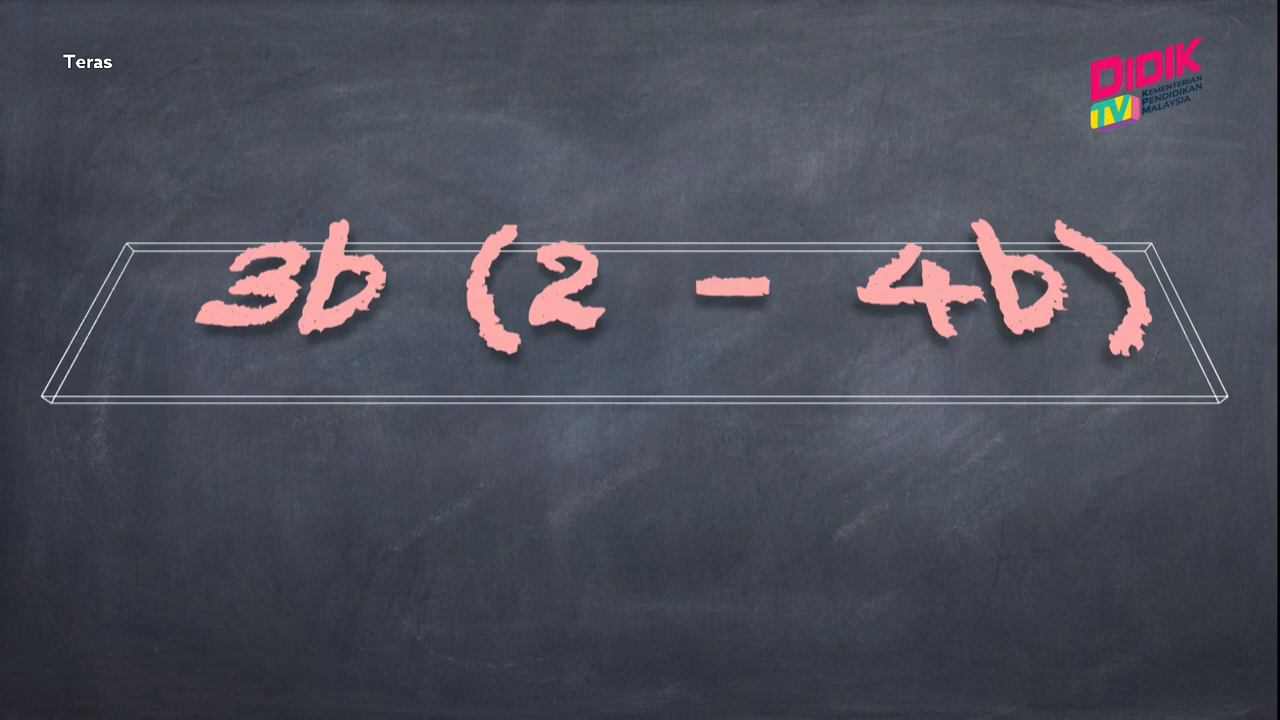 Teras
DIDIK
TV
KEMENTERIAN
PENDIDIKAN
MALAYSIA
3b (2 - 4b)